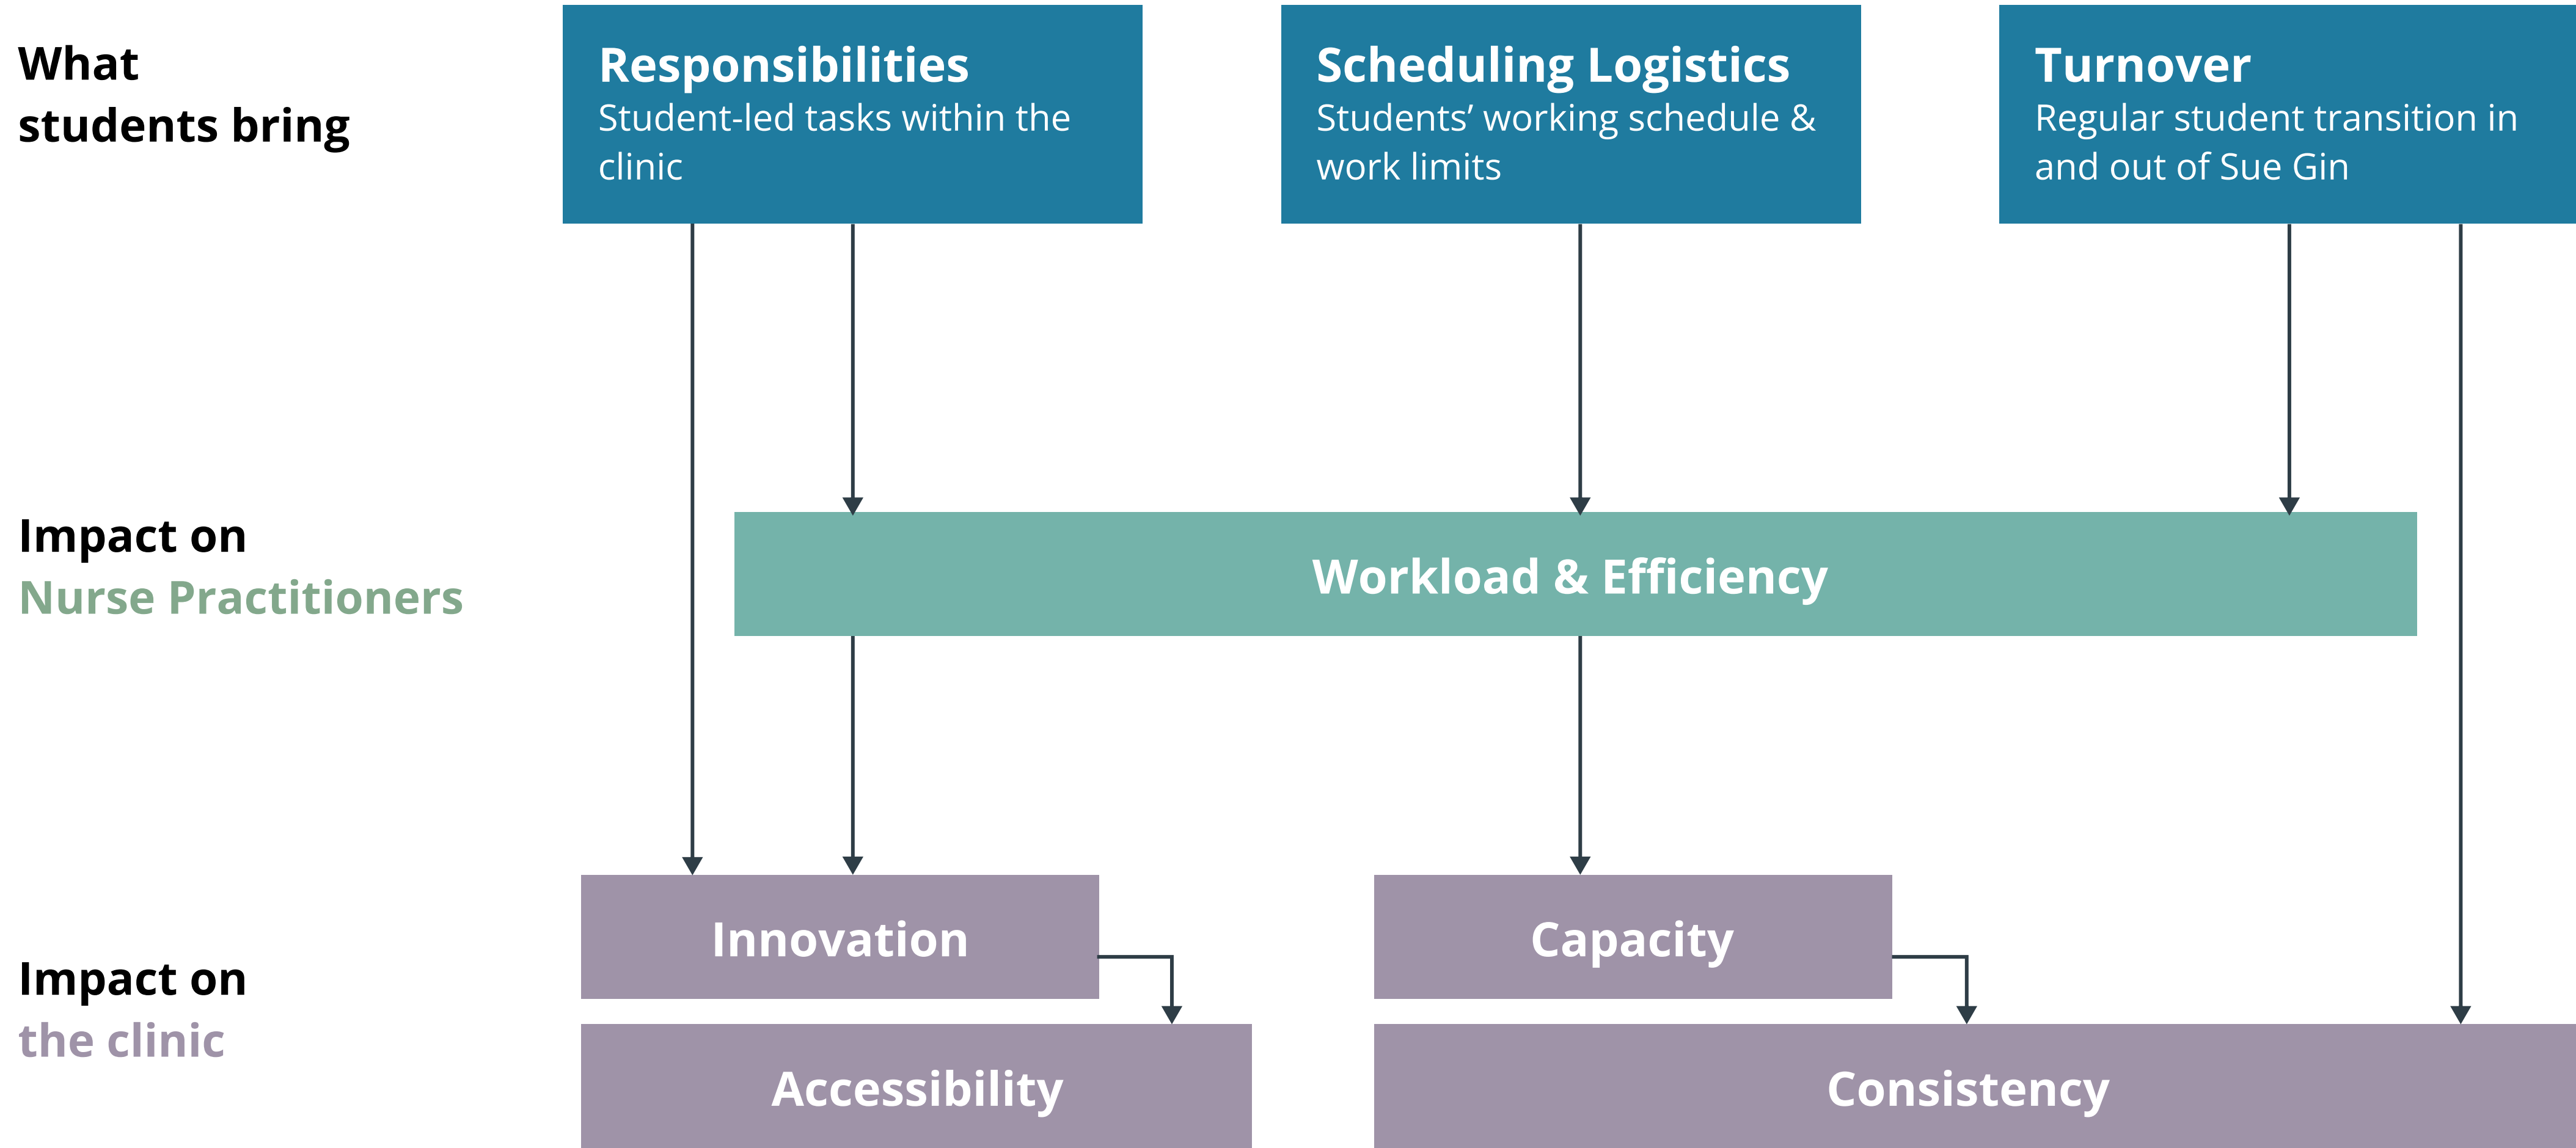 What
students bring
Responsibilities
Student-led tasks within the
clinic
Scheduling Logistics
Students’ working schedule &
work limits
Turnover
Regular student transition in
and out of Sue Gin
Impact on
Nurse Practitioners
Workload & Efficiency
Impact on
the clinic
Innovation
Capacity
Accessibility
Consistency